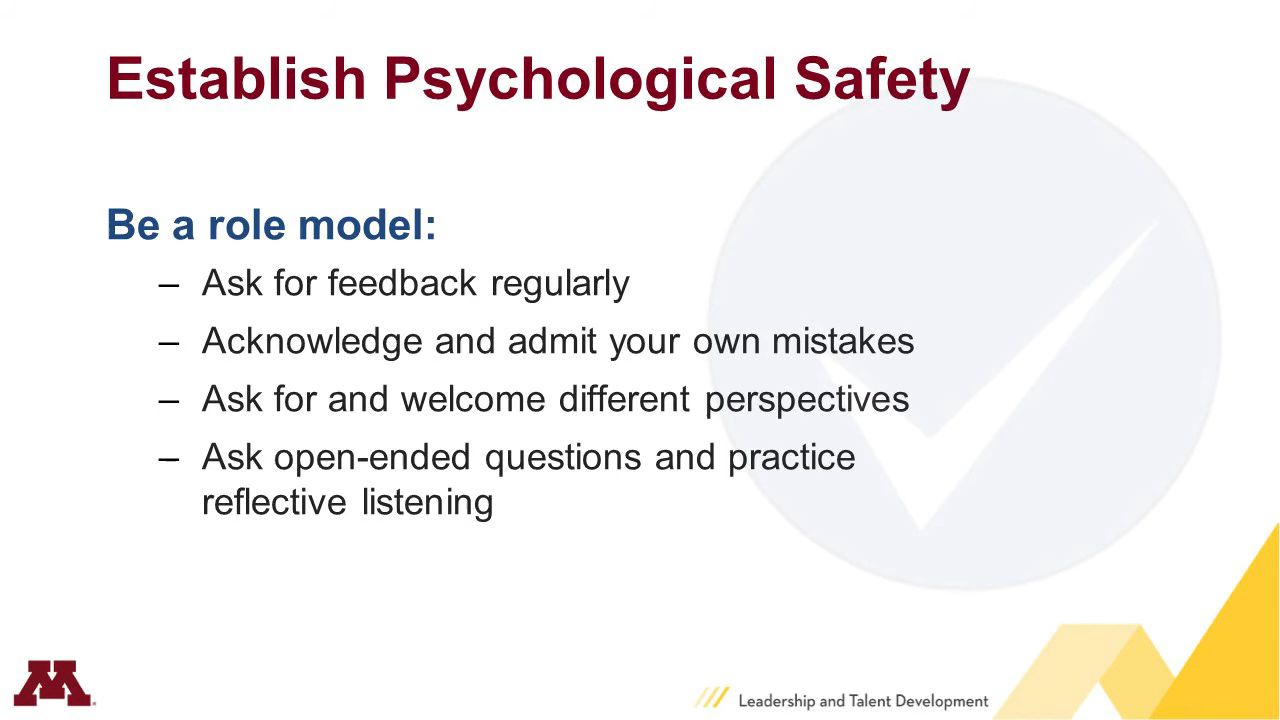 Establish Psychological Safety
Be a role model:
– Ask for feedback regularly
– Acknowledge and admit your own mistakes
– Ask for and welcome different perspectives
– Ask open-ended questions and practice
reflective listening
M
Leadership and Talent Development